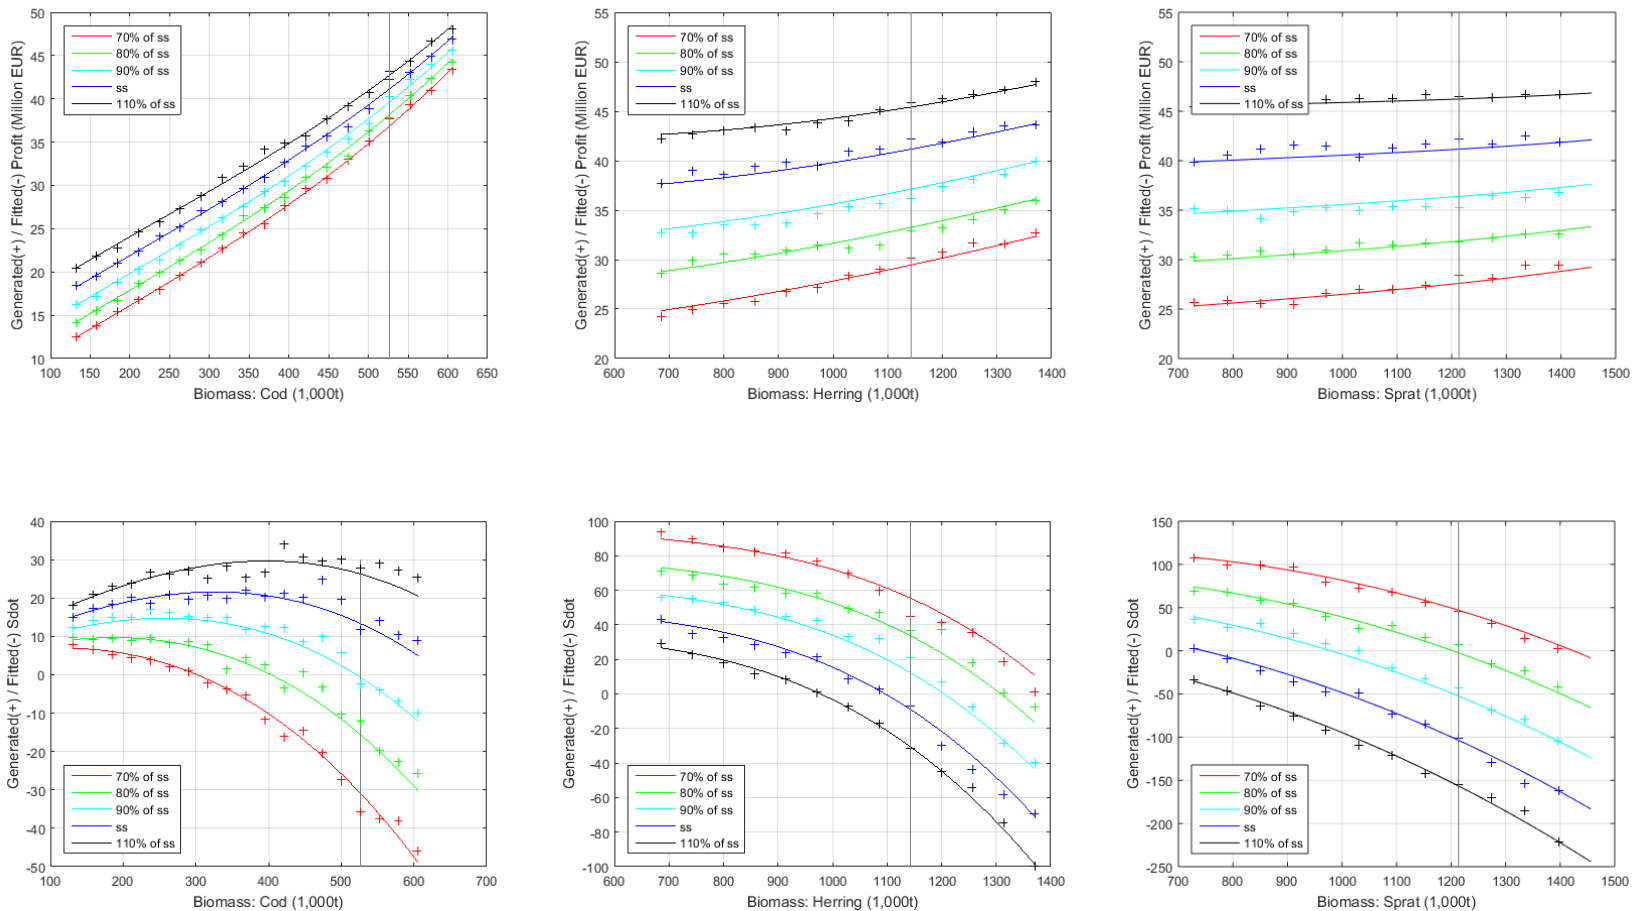 Generated(+) / Fitted(-) Profit (Million EUR)
50
45
40
35
30
25
20
15
10
70% of ss
80% of ss
90% of ss
ss
110% of ss
100 150 200 250 300 350 400 450 500 550 600 650
Biomass: Cod (1,000t)
Generated(+) / Fitted(-) Profit (Million EUR)
55
50
45
40
35
30
25
20
70% of ss
80% of ss
90% of ss
ss
110% of ss
600 700 800 900 1000 1100 1200 1300 1400
Biomass: Herring (1,000t)
Generated(+) / Fitted(-) Profit (Million EUR)
55
50
45
40
35
30
25
20
70% of ss
80% of ss
90% of ss
ss
110% of ss
700 800 900 1000 1100 1200 1300 1400 1500
Biomass: Sprat (1,000t)
Generated(+) / Fitted(-) Sdot
40
30
20
10
0
-10
-20
-30
-40
-50
70% of ss
80% of ss
90% of ss
ss
110% of ss
100 200 300 400 500 600 700
Biomass: Cod (1,000t)
Generated(+) / Fitted(-) Sdot
100
80
60
40
20
0
-20
-40
-60
-80
-100
70% of ss
80% of ss
90% of ss
ss
110% of ss
600 800 1000 1200 1400
Biomass: Herring (1,000t)
Generated(+) / Fitted(-) Sdot
150
100
50
0
-50
-100
-150
-200
-250
70% of ss
80% of ss
90% of ss
ss
110% of ss
700 800 900 1000 1100 1200 1300 1400 1500
Biomass: Sprat (1,000t)